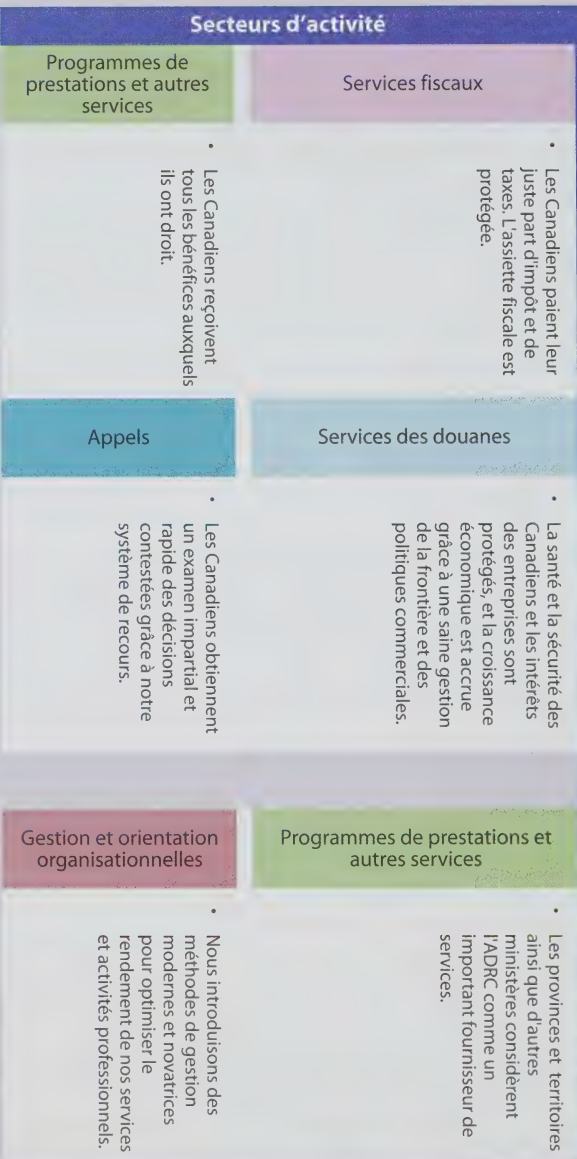 Secteurs d'activité
Programmes de
prestations et autres
services
Services fiscaux
• Les Canadiens reçoivent
tous les bénéfices auxquels
ils ont droit.
• Les Canadiens paient leur
juste part d'impôt et de
taxes. L'assiette fiscale est
protégée.
Appels
Services des douanes
• Les Canadiens obtiennent
un examen impartial et
rapide des décisions
contestées grâce à notre
système de recours.
• La santé et la sécurité des
Canadiens et les intérêts
des entreprises sont
protégés, et la croissance
économique est accrue
grâce à une saine gestion
de la frontière et des
politiques commerciales.
Gestion et orientation
organisationnelles
Programmes de prestations et
autres services
• Nous introduisons des
méthodes de gestion
modernes et novatrices
pour optimiser le
rendement de nos services
et activités professionnels.
• Les provinces et territoires
ainsi que d'autres
ministères considèrent
l'ADRC comme un
important fournisseur de
services.